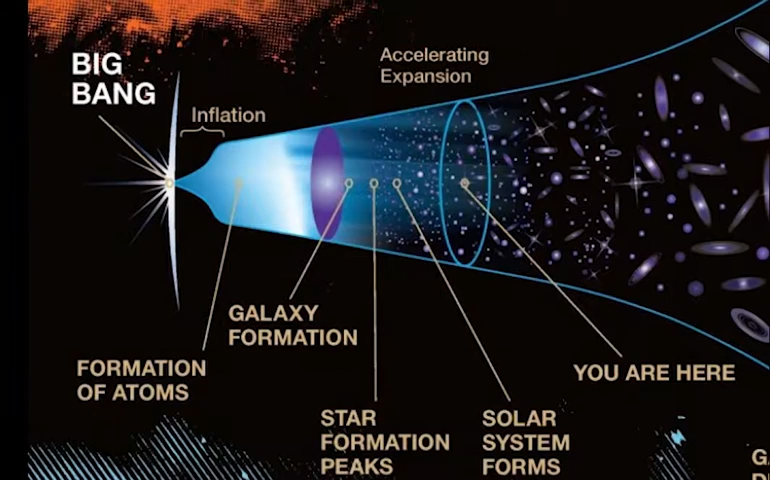 BIG
BANG
Inflation
Accelerating
Expansion
GALAXY
FORMATION
FORMATION
OF ATOMS
YOU ARE HERE
STAR
FORMATION
PEAKS
SOLAR
SYSTEM
FORMS